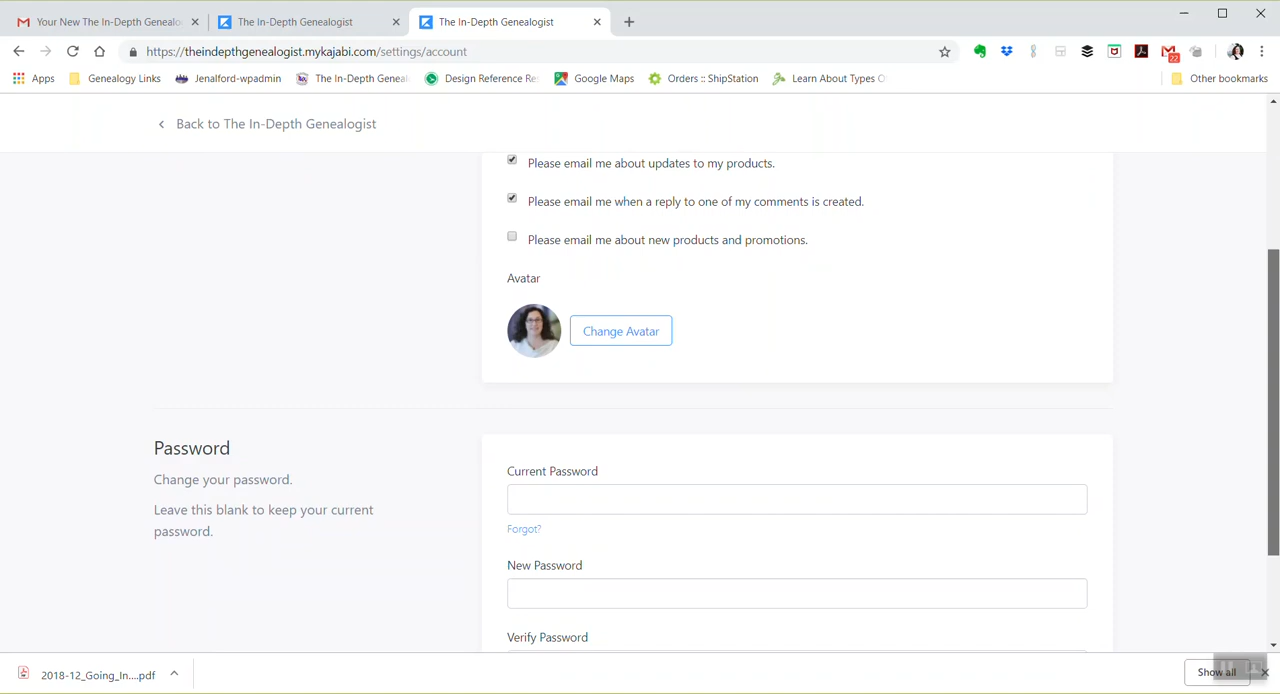 Your New The In-Depth Genealo
The In-Depth Genealogist
The In-Depth Genealogist
https://theindepthgenealogist.mykajabi.com/settings/account
22
Apps
Genealogy Links
Jenalford-wpadmin
The In-Depth Geneal
Design Reference Re
Google Maps
Orders :: ShipStation
Learn About Types O
Other bookmarks
Back to The In-Depth Genealogist
Please email me about updates to my products.
Please email me when a reply to one of my comments is created.
Please email me about new products and promotions.
Avatar
Change Avatar
Password
Change your password.
Leave this blank to keep your current
password.
Current Password
Forgot?
New Password
Verify Password
2018-12_Going_In....pdf
Show all